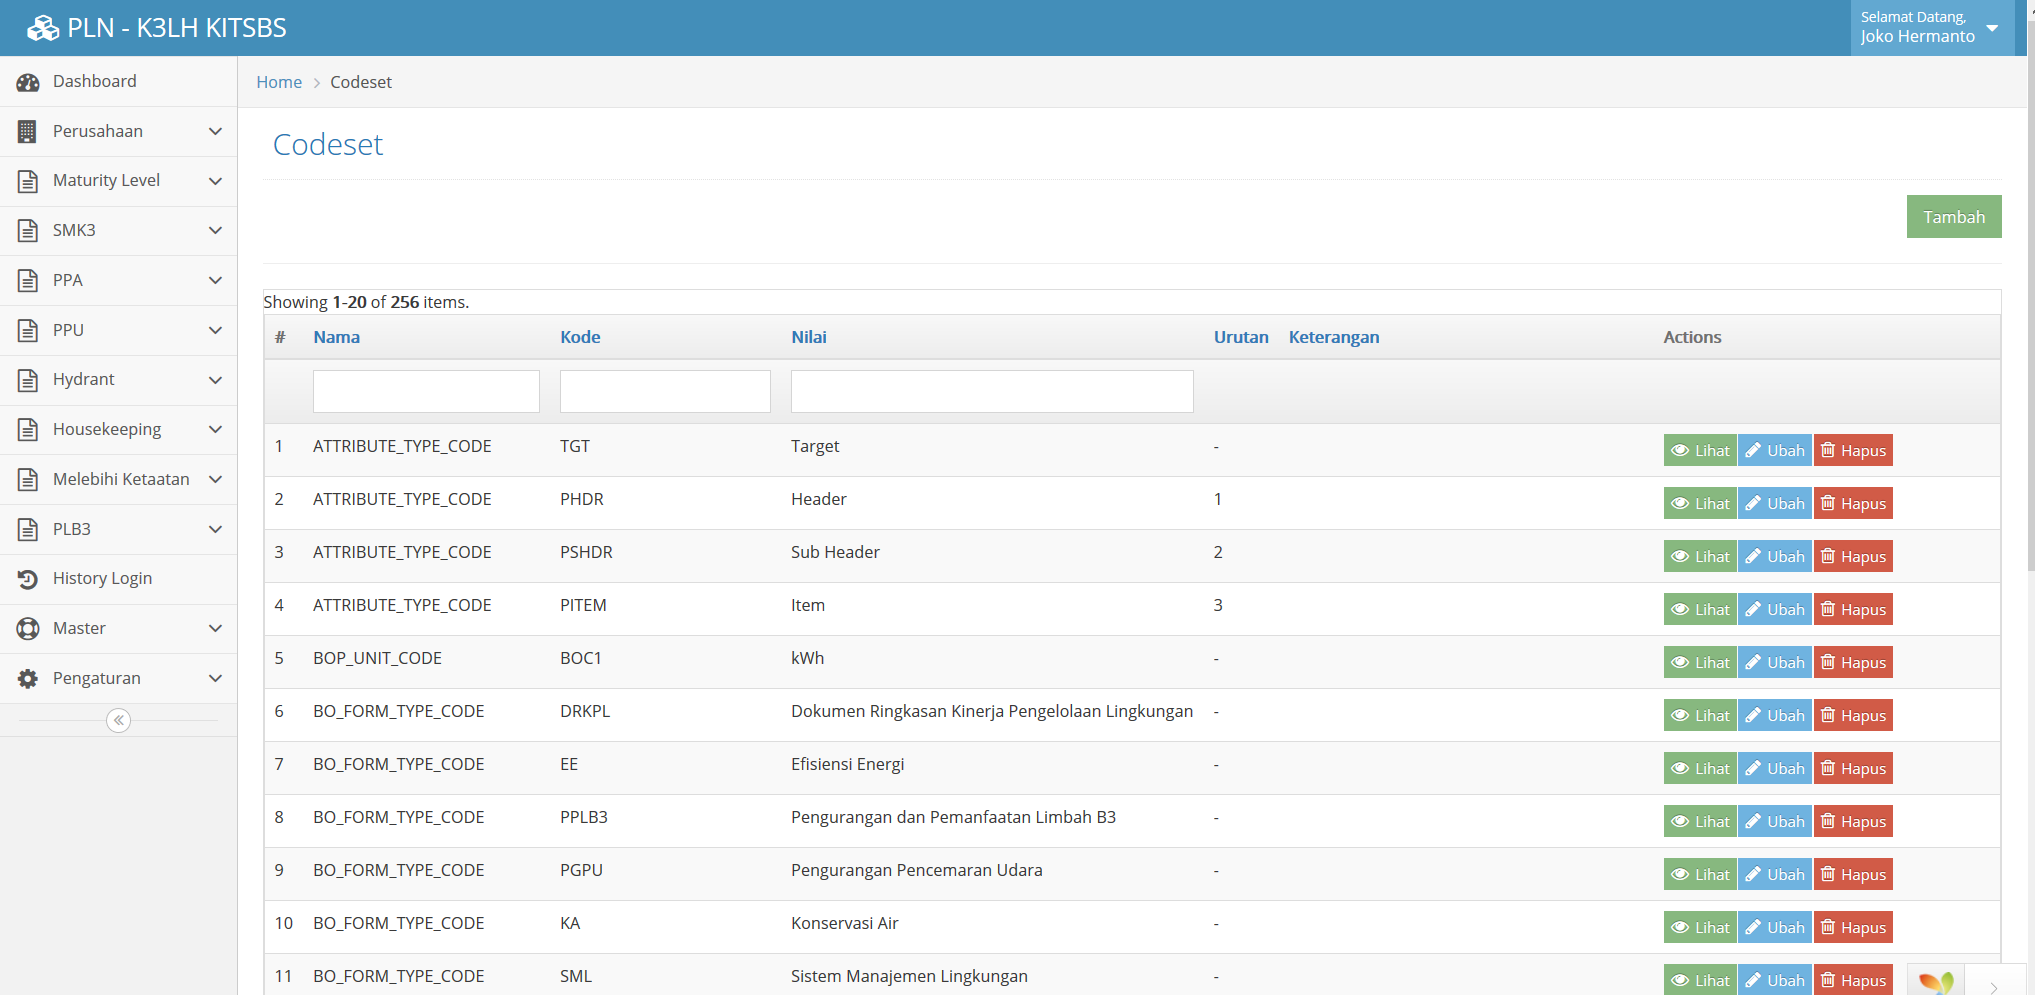 PLN - K3LH KITSBS
Selamat Datang,
Joko Hermanto
Dashboard
Perusahaan
Maturity Level
SMK3
PPA
PPU
Hydrant
Housekeeping
Melebihi Ketaatan
PLB3
History Login
Master
Pengaturan
Home > Codeset
Codeset
Tambah
Showing 1-20 of 256 items.
# Nama Kode Nilai Urutan Keterangan Actions
1 ATTRIBUTE_TYPE_CODE TGT Target - Lihat Ubah Hapus
2 ATTRIBUTE_TYPE_CODE PHDR Header 1 Lihat Ubah Hapus
3 ATTRIBUTE_TYPE_CODE PSHDR Sub Header 2 Lihat Ubah Hapus
4 ATTRIBUTE_TYPE_CODE PITEM Item 3 Lihat Ubah Hapus
5 BOP_UNIT_CODE BOC1 kWh - Lihat Ubah Hapus
6 BO_FORM_TYPE_CODE DRKPL Dokumen Ringkasan Kinerja Pengelolaan Lingkungan - Lihat Ubah Hapus
7 BO_FORM_TYPE_CODE EE Efisiensi Energi - Lihat Ubah Hapus
8 BO_FORM_TYPE_CODE PPLB3 Pengurangan dan Pemanfaatan Limbah B3 - Lihat Ubah Hapus
9 BO_FORM_TYPE_CODE PGPU Pengurangan Pencemaran Udara - Lihat Ubah Hapus
10 BO_FORM_TYPE_CODE KA Konservasi Air - Lihat Ubah Hapus
11 BO_FORM_TYPE_CODE SML Sistem Manajemen Lingkungan - Lihat Ubah Hapus